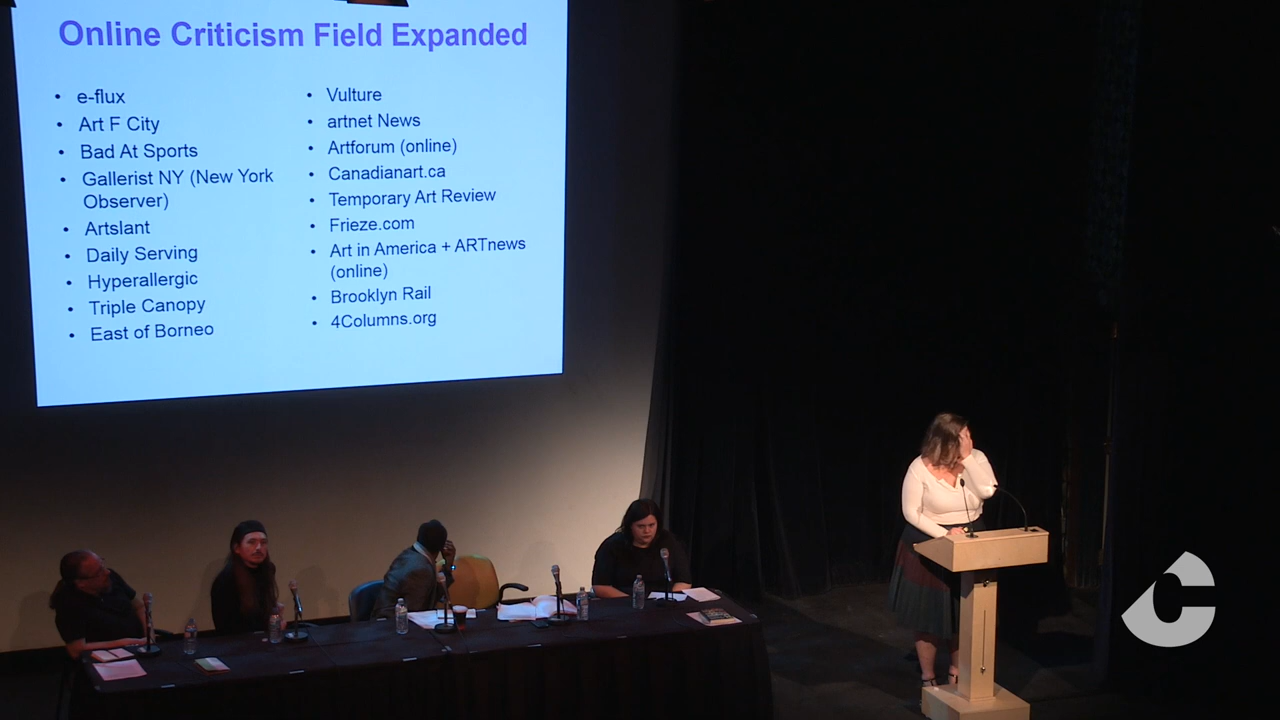 Online Criticism Field Expanded
• e-flux
• Art F City
• Bad At Sports
• Gallerist NY (New York
Observer)
• Artslant
• Daily Serving
• Hyperallergic
• Triple Canopy
• East of Borneo
• Vulture
• artnet News
• Artforum (online)
• Canadianart.ca
• Temporary Art Review
• Frieze.com
• Art in America + ARTnews
(online)
• Brooklyn Rail
• 4Columns.org
C